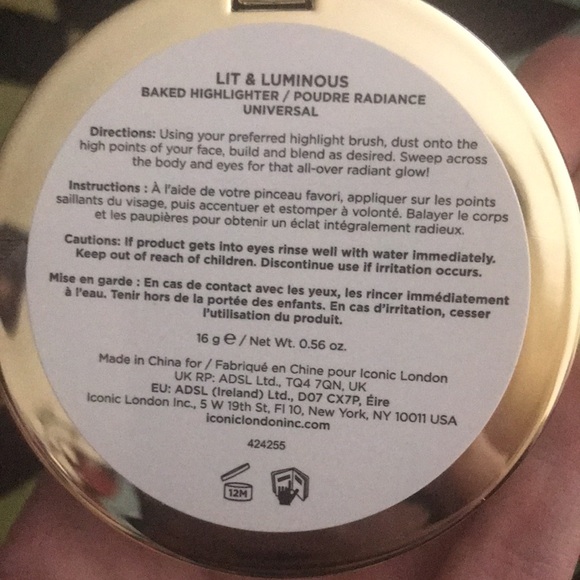 LIT & LUMINOUS
BAKED HIGHLIGHTER / POUDRE RADIANCE
UNIVERSAL
Directions: Using your preferred highlight brush, dust onto the
high points of your face, build and blend as desired. Sweep across
the body and eyes for that all-over radiant glow!
Instructions : À l'aide de votre pinceau favori, appliquer sur les points
saillants du visage, puis accentuer et estomper à volonté. Balayer le corps
et les paupières pour obtenir un éclat intégralement radieux.
Cautions: If product gets into eyes rinse well with water immediately.
Keep out of reach of children. Discontinue use if irritation occurs.
Mise en garde : En cas de contact avec les yeux, les rincer immédiatement
à l'eau. Tenir hors de la portée des enfants. En cas d'irritation, cesser
l'utilisation du produit.
16 g e / Net Wt. 0.56 oz.
Made in China for / Fabriqué en Chine pour Iconic London
UK RP: ADSL Ltd., TQ4 7QN, UK
EU: ADSL (Ireland) Ltd., D07 CX7P, Éire
Iconic London Inc., 5 W 19th St, Fl 10, New York, NY 10011 USA
iconiclondoninc.com
424255
12M